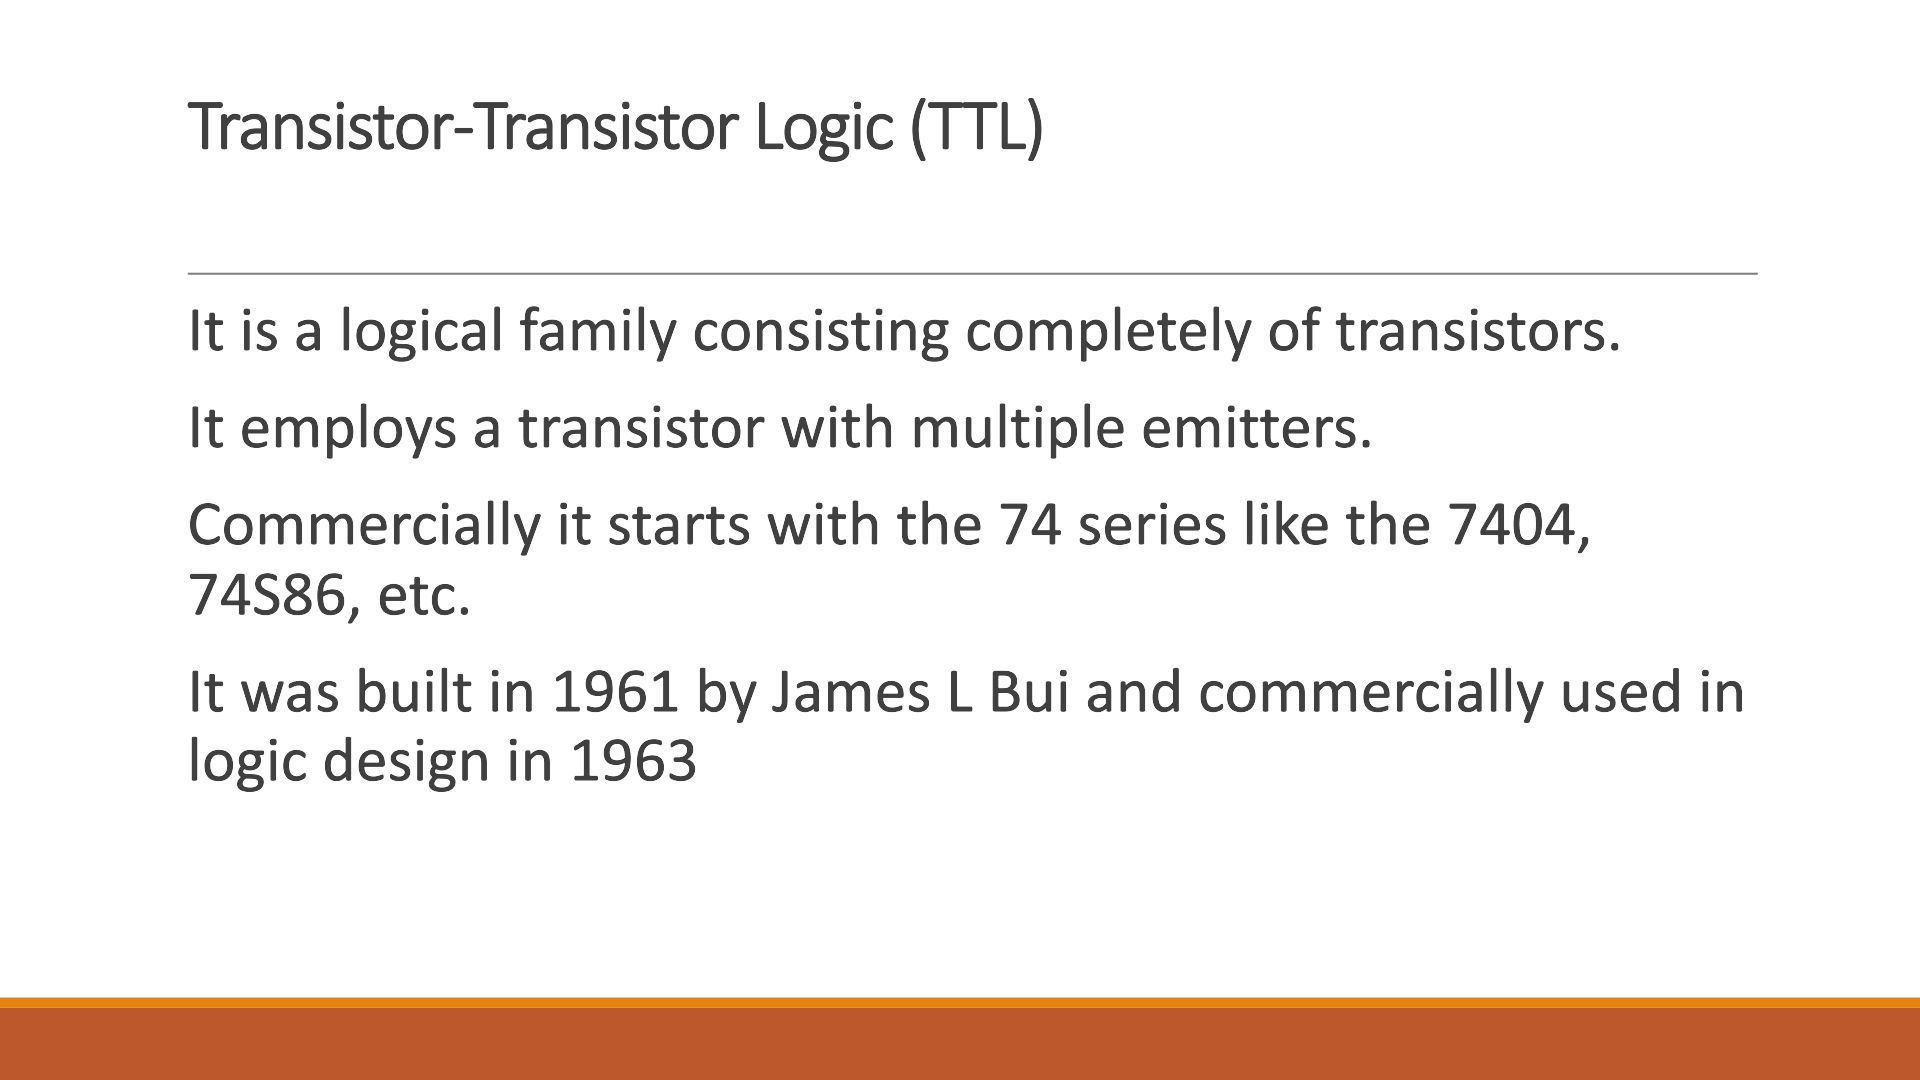 Transistor-Transistor Logic (TTL)
It is a logical family consisting completely of transistors.
It employs a transistor with multiple emitters.
Commercially it starts with the 74 series like the 7404,
74S86, etc.
It was built in 1961 by James L Bui and commercially used in
logic design in 1963